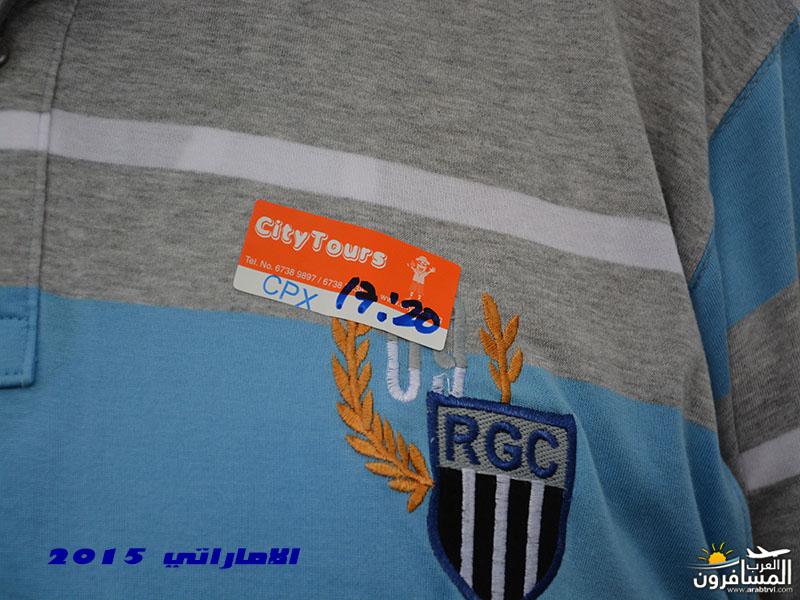 CityTours
Tel. No. 6738 9897 / 6738
CPX 17:20
RGC
2015 الاماراتي
العرب
المسافرون
www.arabtrvl.com